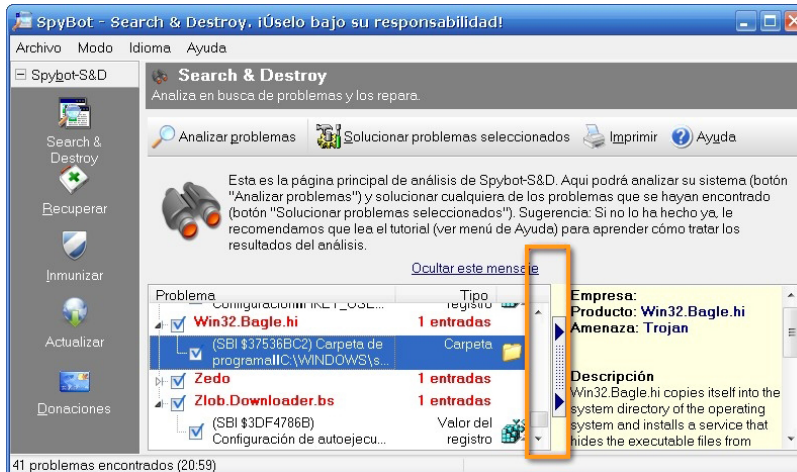 SpyBot - Search & Destroy. ¡Úselo bajo su responsabilidad!
Archivo Modo Idioma Ayuda
Spybot-S&D
Search & Destroy
Analiza en busca de problemas y los repara.
Analizar problemas Solucionar problemas seleccionados Imprimir Ayuda
Search &
Destroy
Recuperar
Inmunizar
Actualizar
Donaciones
Esta es la página principal de análisis de Spybot-S&D. Aqui podrá analizar su sistema (botón
"Analizar problemas") y solucionar cualquiera de los problemas que se hayan encontrado
(botón "Solucionar problemas seleccionados"). Sugerencia: Si no lo ha hecho ya, le
recomendamos que lea el tutorial (ver menú de Ayuda) para aprender cómo tratar los
resultados del análisis.
Ocultar este mensaje
Problema Tipo
registro
Win32.Bagle.hi 1 entradas
(SBI $37536BC2) Carpeta de Carpeta
programallC:\WINDOWS\s...
Zedo 1 entradas
Zlob.Downloader.bs 1 entradas
(SBI $3DF4786B) Valor del
Configuración de autoejecu... registro
Empresa:
Producto: Win32.Bagle.hi
Amenaza: Trojan
Descripción
Win32.Bagle.hi copies itself into the
system directory of the operating
system and installs a service that
hides the executable files from
41 problemas encontrados (20:59)